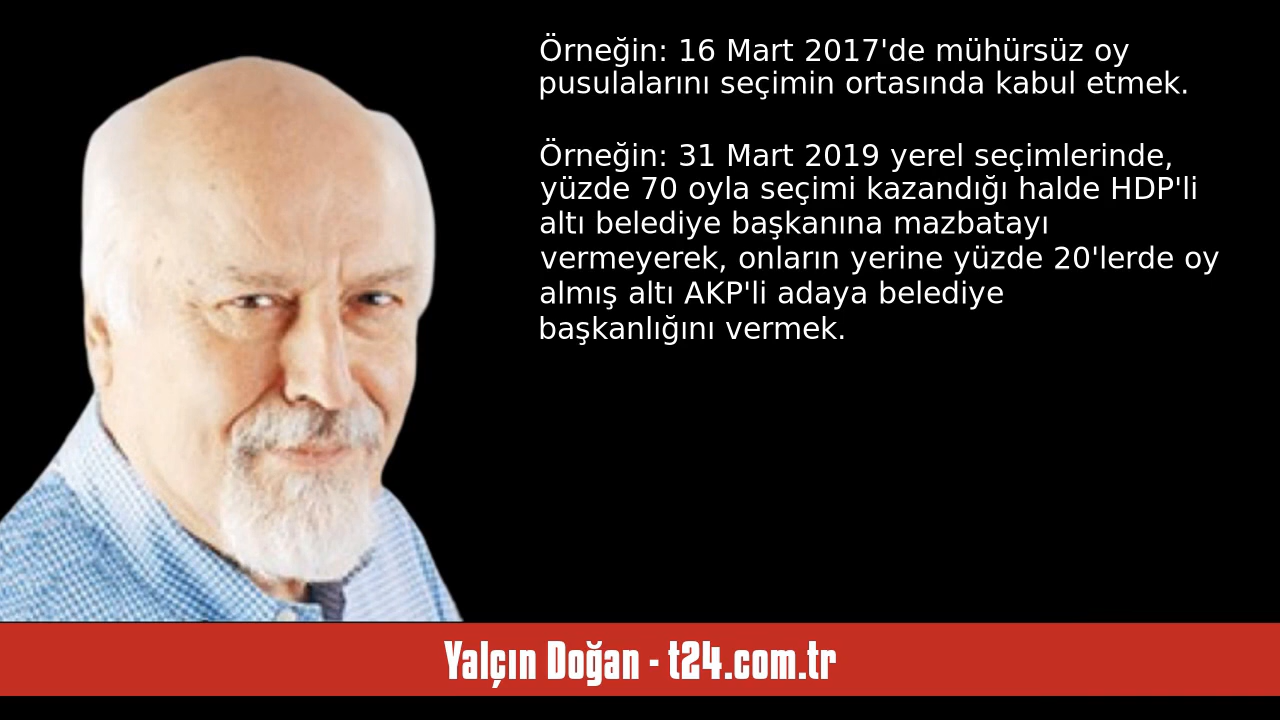 Örneğin: 16 Mart 2017'de mühürsüz oy
pusulalarını seçimin ortasında kabul etmek.
Örneğin: 31 Mart 2019 yerel seçimlerinde,
yüzde 70 oyla seçimi kazandığı halde HDP'li
altı belediye başkanına mazbatayı
vermeyerek, onların yerine yüzde 20'lerde oy
almış altı AKP'li adaya belediye
başkanlığını vermek.
Yalçın Doğan - t24.com.tr